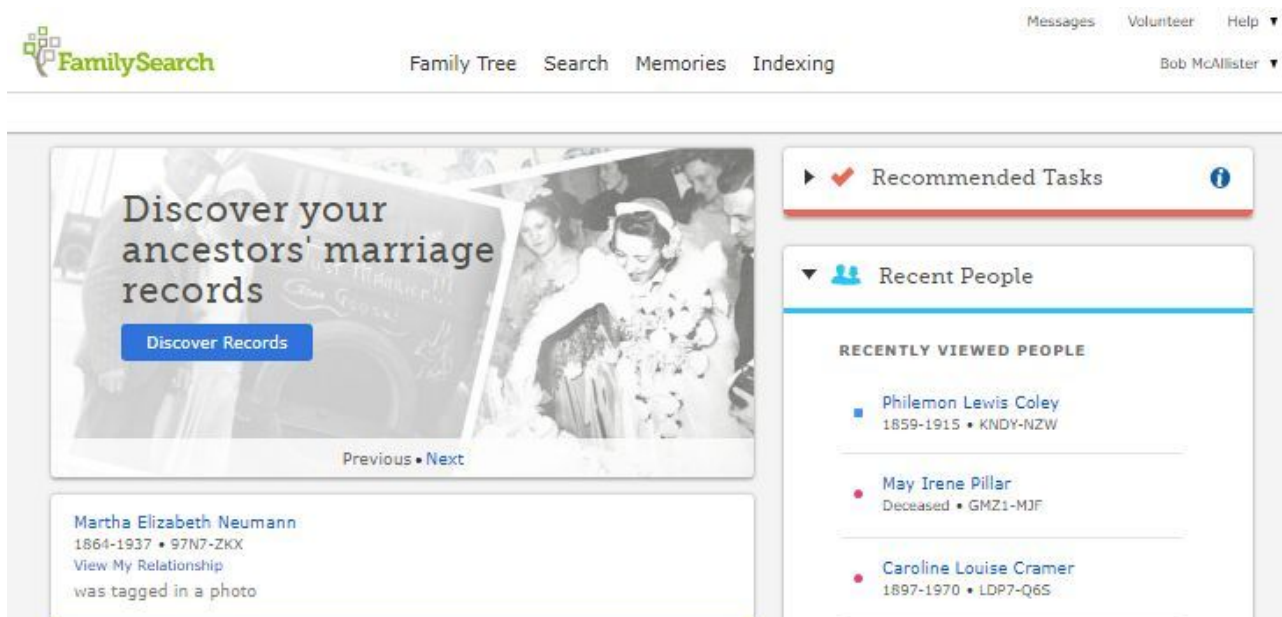 Messages Volunteer Help
FamilySearch
Family Tree Search Memories Indexing
Bob McAllister
Discover your
ancestors' marriage
records
Discover Records
Previous • Next
Martha Elizabeth Neumann
1864-1937 • 97N7-ZKX
View My Relationship
was tagged in a photo
Recommended Tasks
Recent People
RECENTLY VIEWED PEOPLE
Philemon Lewis Coley
1859-1915 • KNDY-NZW
May Irene Pillar
Deceased • GMZ1-MJF
Caroline Louise Cramer
1897-1970 • LDP7-Q6S